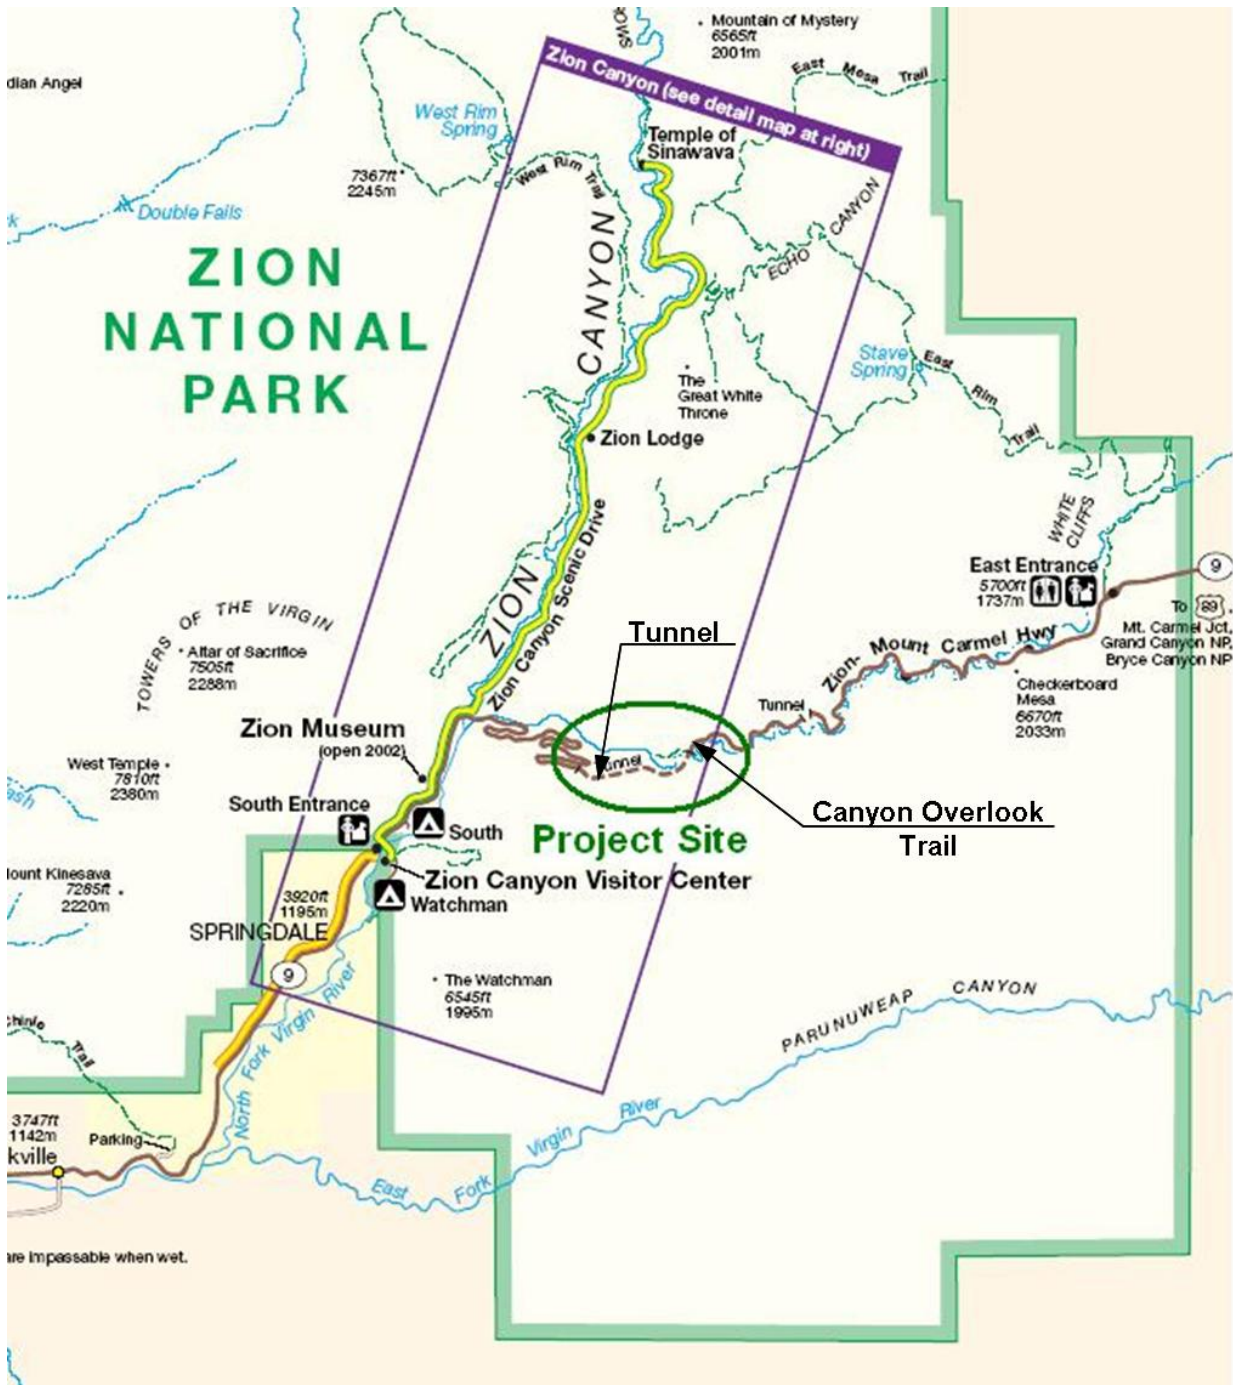 Mountain of Mystery
6565ft
2001m
dian Angel
East Mesa Trail
Zion Canyon (see detail map at right)
West Rim
Spring
Temple of
Sinawava
7367ft
2245m
West Rim Trail
Double Falls
ECHO CANYON
ZION
NATIONAL
PARK
CANYON
Stave
Spring
East Rim Trail
The
Great White
Throne
Zion Lodge
WHITE
CLIFFS
Zion Canyon Scenic Drive
ZION
East Entrance
5700ft
1737m
9
To 89,
Mt. Carmel Jct,
Grand Canyon NP,
Bryce Canyon NP
TOWERS OF THE VIRGIN
Altar of Sacrifice
7505ft
2288m
Tunnel
Zion-Mount Carmel Hwy
Checkerboard
Mesa
6670ft
2033m
Tunnel
Zion Museum
(open 2002)
West Temple
7810ft
2380m
Tunnel
South Entrance
South
Canyon Overlook
Trail
Project Site
ount Kinesava
7285ft
2220m
3920ft
1195m
Zion Canyon Visitor Center
Watchman
SPRINGDALE
9
The Watchman
6545ft
1995m
PARUNUWEAP CANYON
North Fork Virgin River
Trail
3747ft
1142m
kville
Parking
East Fork Virgin River
are impassable when wet.